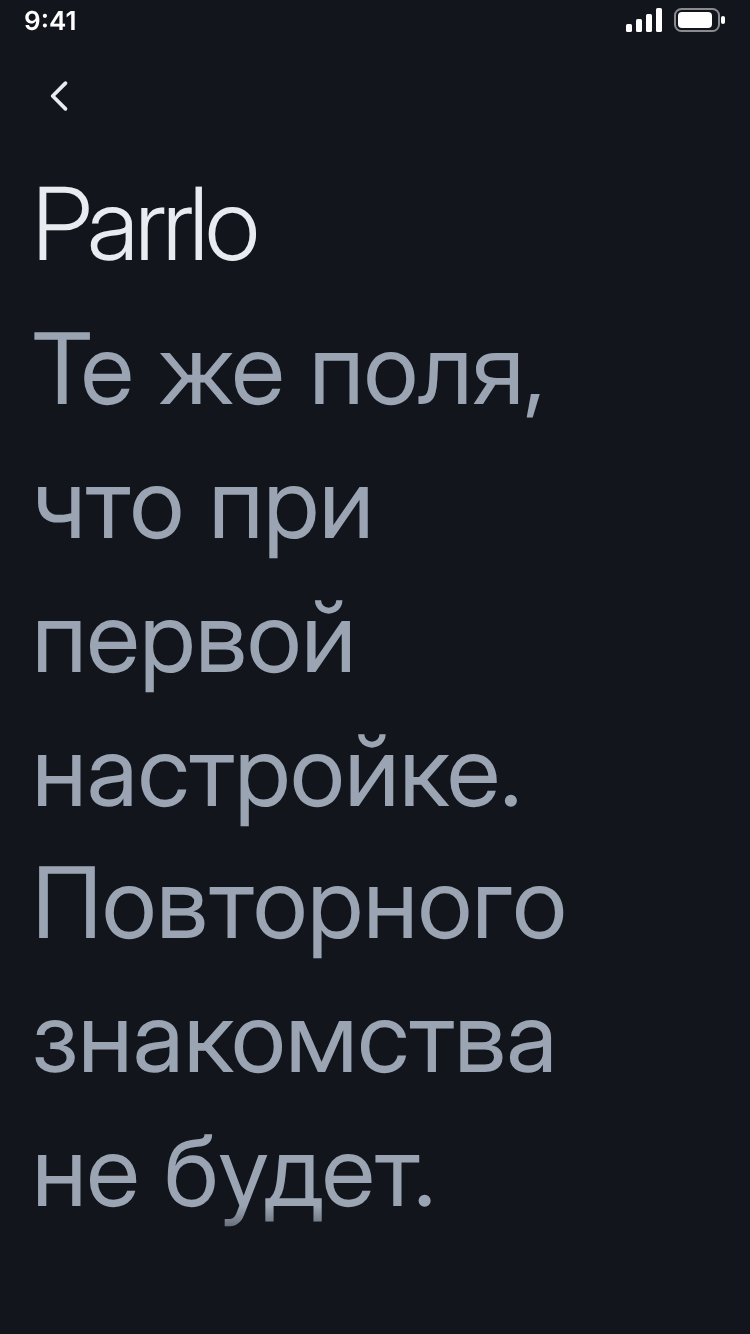 9:41
Parrlo
Те же поля,
что при
первой
настройке.
Повторного
знакомства
не будет.